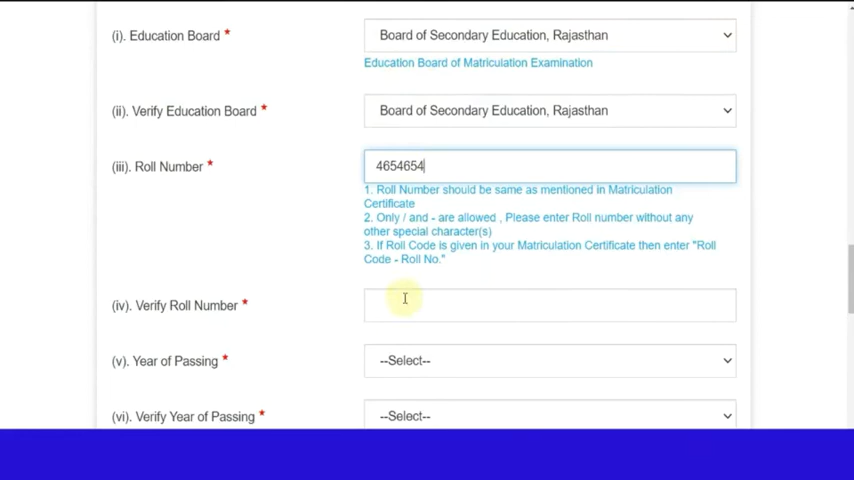 (i). Education Board *
Board of Secondary Education, Rajasthan
Education Board of Matriculation Examination
(ii). Verify Education Board *
Board of Secondary Education, Rajasthan
(iii). Roll Number *
4654654
1. Roll Number should be same as mentioned in Matriculation
Certificate
2. Only / and - are allowed , Please enter Roll number without any
other special character(s)
3. If Roll Code is given in your Matriculation Certificate then enter "Roll
Code - Roll No."
(iv). Verify Roll Number *
(v). Year of Passing *
--Select--
(vi). Verify Year of Passing *
--Select--